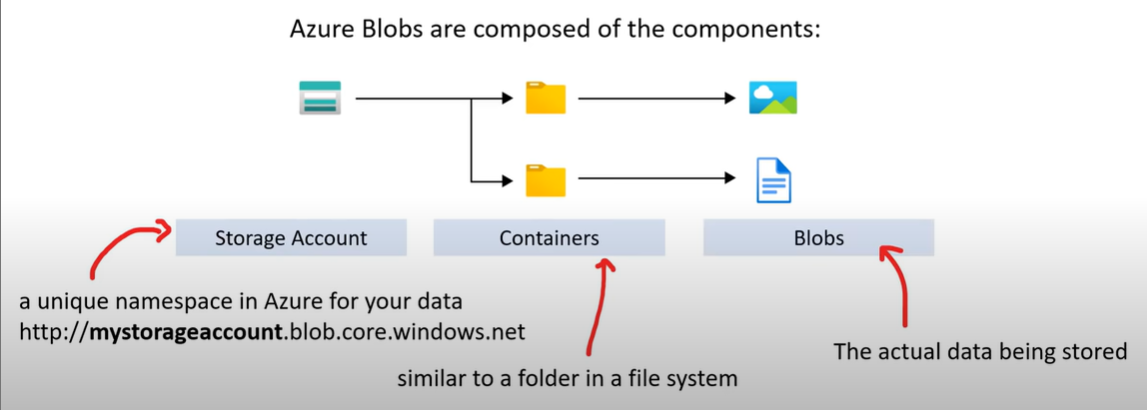 Azure Blobs are composed of the components:
Storage Account
Containers
Blobs
a unique namespace in Azure for your data
http://mystorageaccount.blob.core.windows.net
The actual data being stored
similar to a folder in a file system